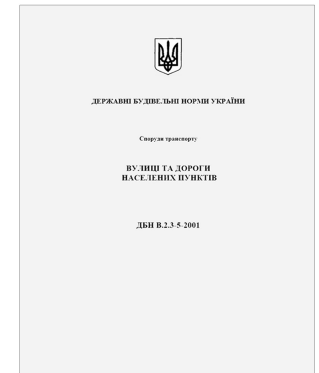 ДЕРЖАВНІ БУДІВЕЛЬНІ НОРМИ УКРАЇНИ
Споруди транспорту
ВУЛИЦІ ТА ДОРОГИ
НАСЕЛЕНИХ ПУНКТІВ
ДБН В.2.3-5-2001